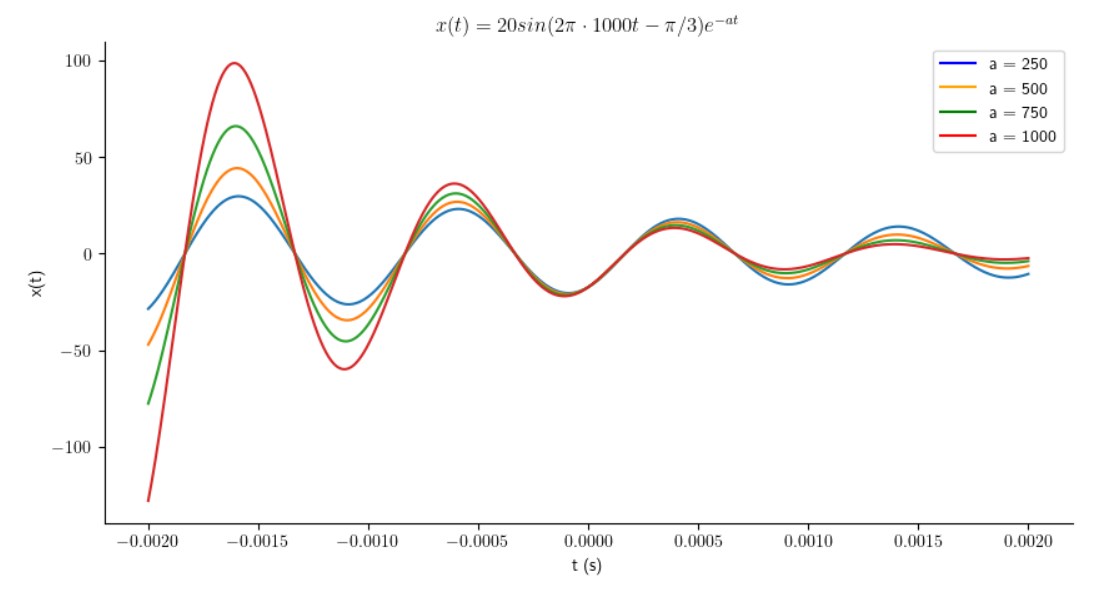 x(t) = 20sin(2π · 1000t − π/3)e^{−at}
100
50
0
−50
−100
x(t)
a = 250
a = 500
a = 750
a = 1000
−0.0020 −0.0015 −0.0010 −0.0005 0.0000 0.0005 0.0010 0.0015 0.0020
t (s)